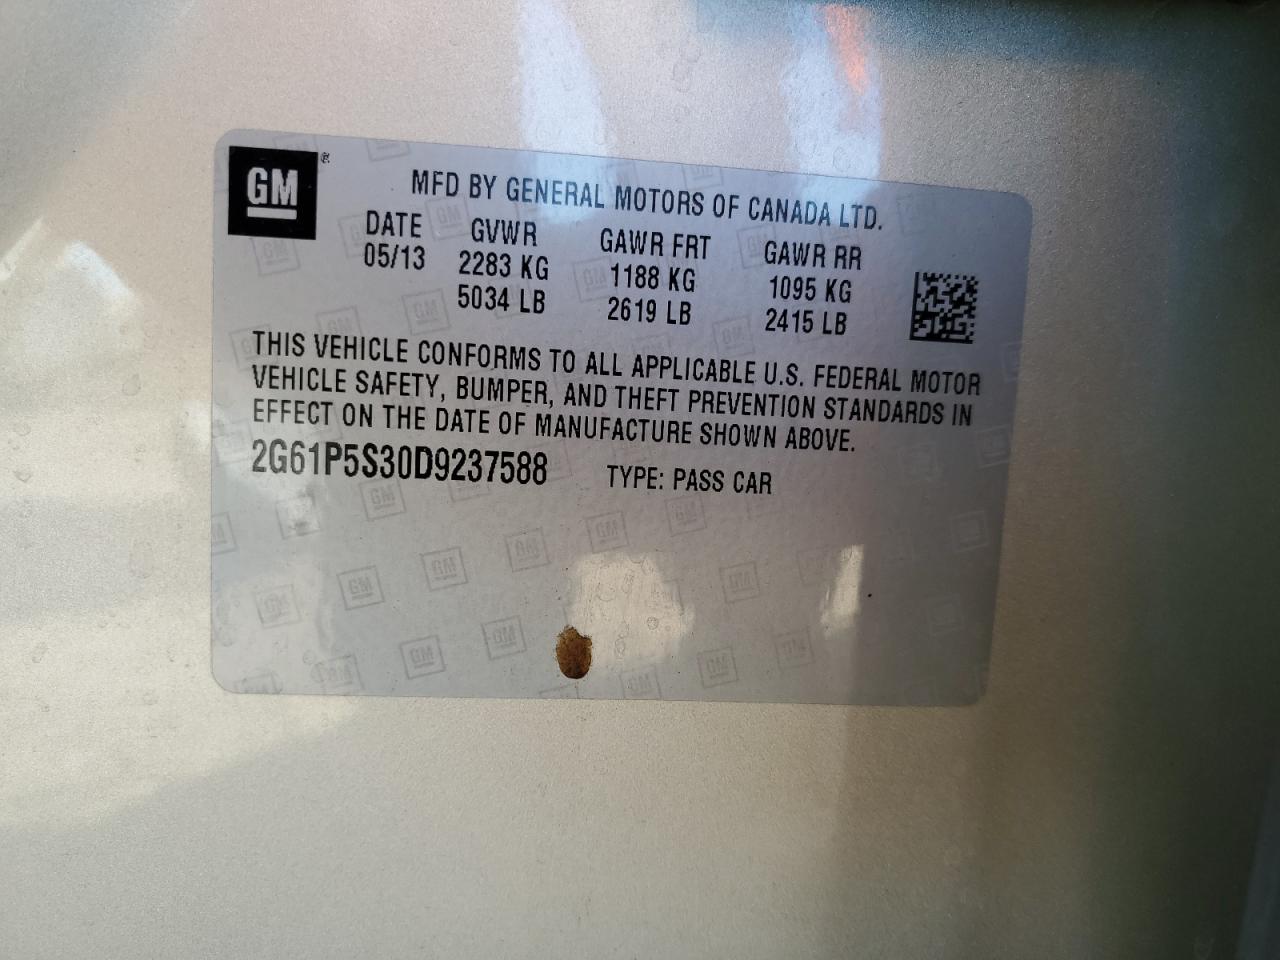 GM ®
MFD BY GENERAL MOTORS OF CANADA LTD.
DATE GVWR GAWR FRT GAWR RR
05/13 2283 KG 1188 KG 1095 KG
5034 LB 2619 LB 2415 LB
THIS VEHICLE CONFORMS TO ALL APPLICABLE U.S. FEDERAL MOTOR
VEHICLE SAFETY, BUMPER, AND THEFT PREVENTION STANDARDS IN
EFFECT ON THE DATE OF MANUFACTURE SHOWN ABOVE.
2G61P5S30D9237588 TYPE: PASS CAR